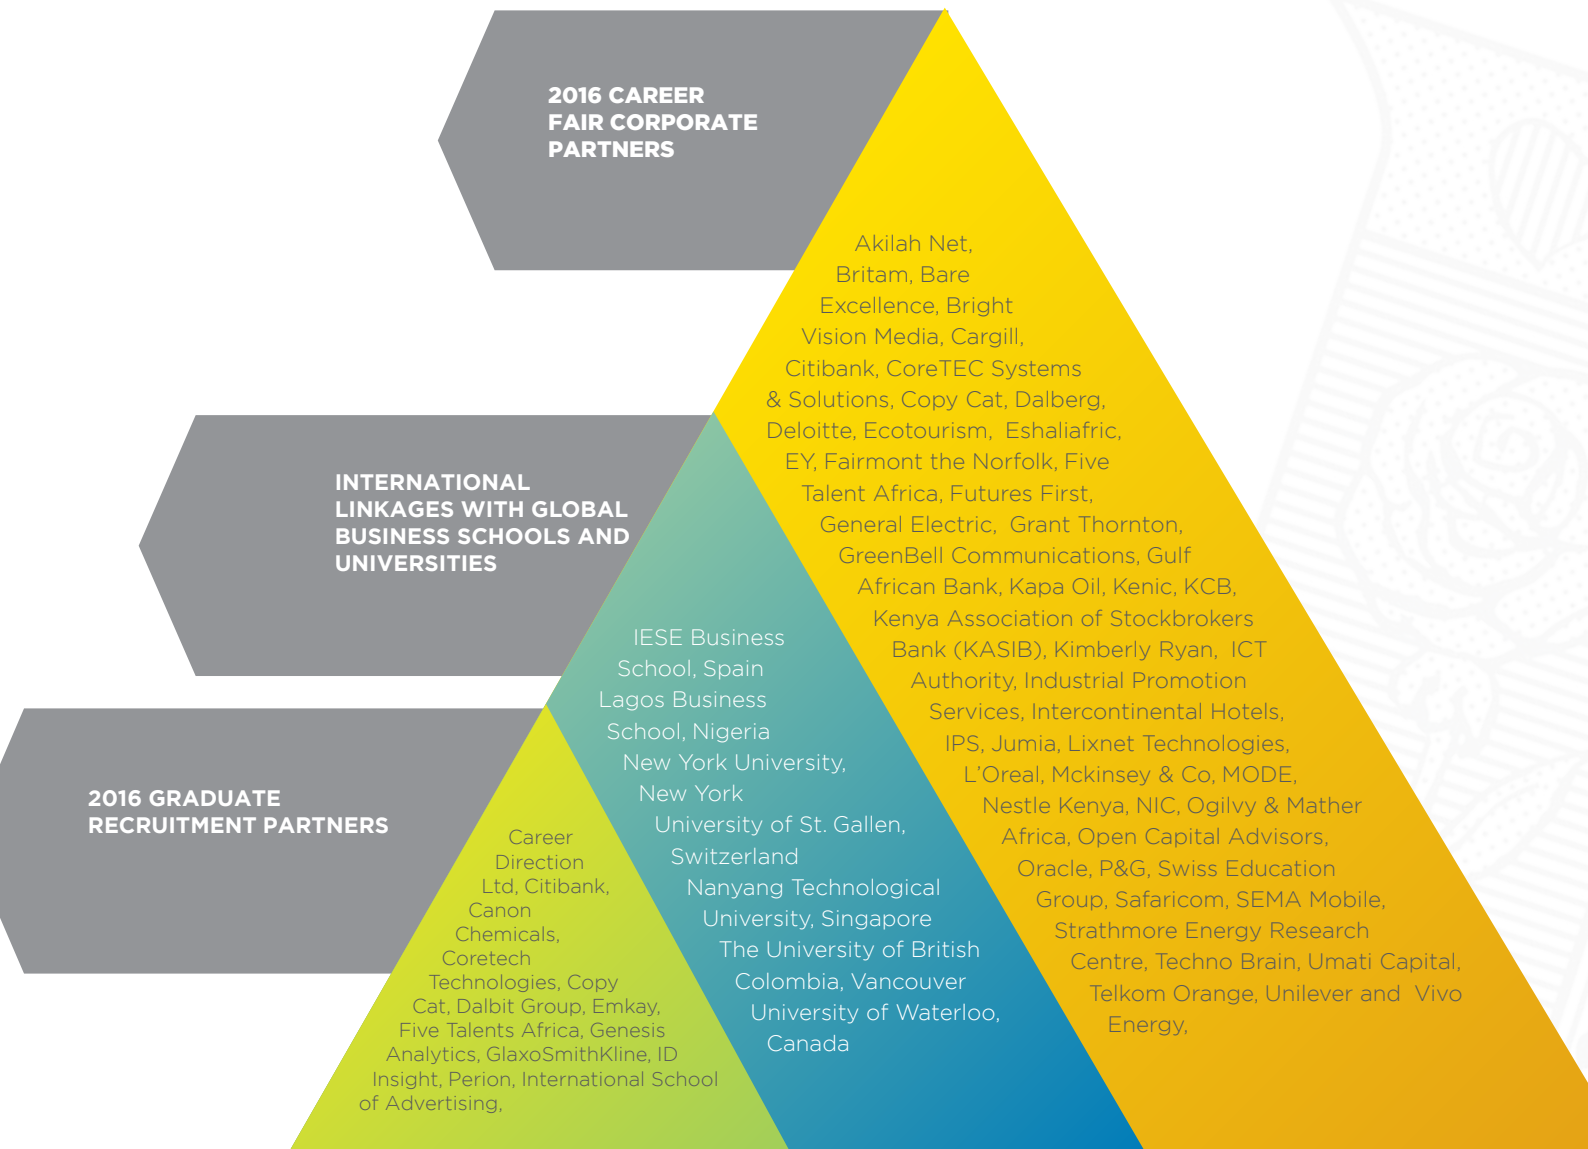 2016 CAREER
FAIR CORPORATE
PARTNERS
Akilah Net,
Britam, Bare
Excellence, Bright
Vision Media, Cargill,
Citibank, CoreTEC Systems
& Solutions, Copy Cat, Dalberg,
Deloitte, Ecotourism, Eshaliafric,
EY, Fairmont the Norfolk, Five
Talent Africa, Futures First,
General Electric, Grant Thornton,
GreenBell Communications, Gulf
African Bank, Kapa Oil, Kenic, KCB,
Kenya Association of Stockbrokers
Bank (KASIB), Kimberly Ryan, ICT
Authority, Industrial Promotion
Services, Intercontinental Hotels,
IPS, Jumia, Lixnet Technologies,
L'Oreal, Mckinsey & Co, MODE,
Nestle Kenya, NIC, Ogilvy & Mather
Africa, Open Capital Advisors,
Oracle, P&G, Swiss Education
Group, Safaricom, SEMA Mobile,
Strathmore Energy Research
Centre, Techno Brain, Umati Capital,
Telkom Orange, Unilever and Vivo
Energy,
INTERNATIONAL
LINKAGES WITH GLOBAL
BUSINESS SCHOOLS AND
UNIVERSITIES
IESE Business
School, Spain
Lagos Business
School, Nigeria
New York University,
New York
University of St. Gallen,
Switzerland
Nanyang Technological
University, Singapore
The University of British
Colombia, Vancouver
University of Waterloo,
Canada
2016 GRADUATE
RECRUITMENT PARTNERS
Career
Direction
Ltd, Citibank,
Canon
Chemicals,
Coretech
Technologies, Copy
Cat, Dalbit Group, Emkay,
Five Talents Africa, Genesis
Analytics, GlaxoSmithKline, ID
Insight, Perion, International School
of Advertising,